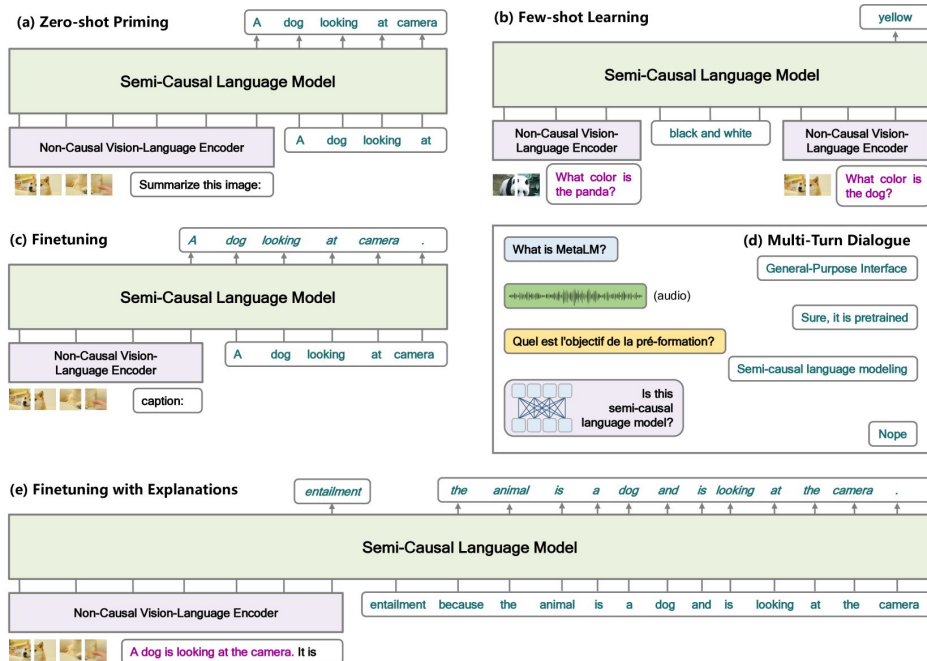 (a) Zero-shot Priming
A dog looking at camera
Semi-Causal Language Model
Non-Causal Vision-Language Encoder
A dog looking at
Summarize this image:
(b) Few-shot Learning
yellow
Semi-Causal Language Model
Non-Causal Vision-
Language Encoder
black and white
Non-Causal Vision-
Language Encoder
What color is
the panda?
What color is
the dog?
(c) Finetuning
A dog looking at camera .
Semi-Causal Language Model
Non-Causal Vision-
Language Encoder
A dog looking at camera
caption:
(d) Multi-Turn Dialogue
What is MetaLM?
General-Purpose Interface
(audio)
Sure, it is pretrained
Quel est l'objectif de la pré-formation?
Semi-causal language modeling
Is this
semi-causal
language model?
Nope
(e) Finetuning with Explanations
entailment
the animal is a dog and is looking at the camera .
Semi-Causal Language Model
Non-Causal Vision-Language Encoder
entailment because the animal is a dog and is looking at the camera
A dog is looking at the camera. It is